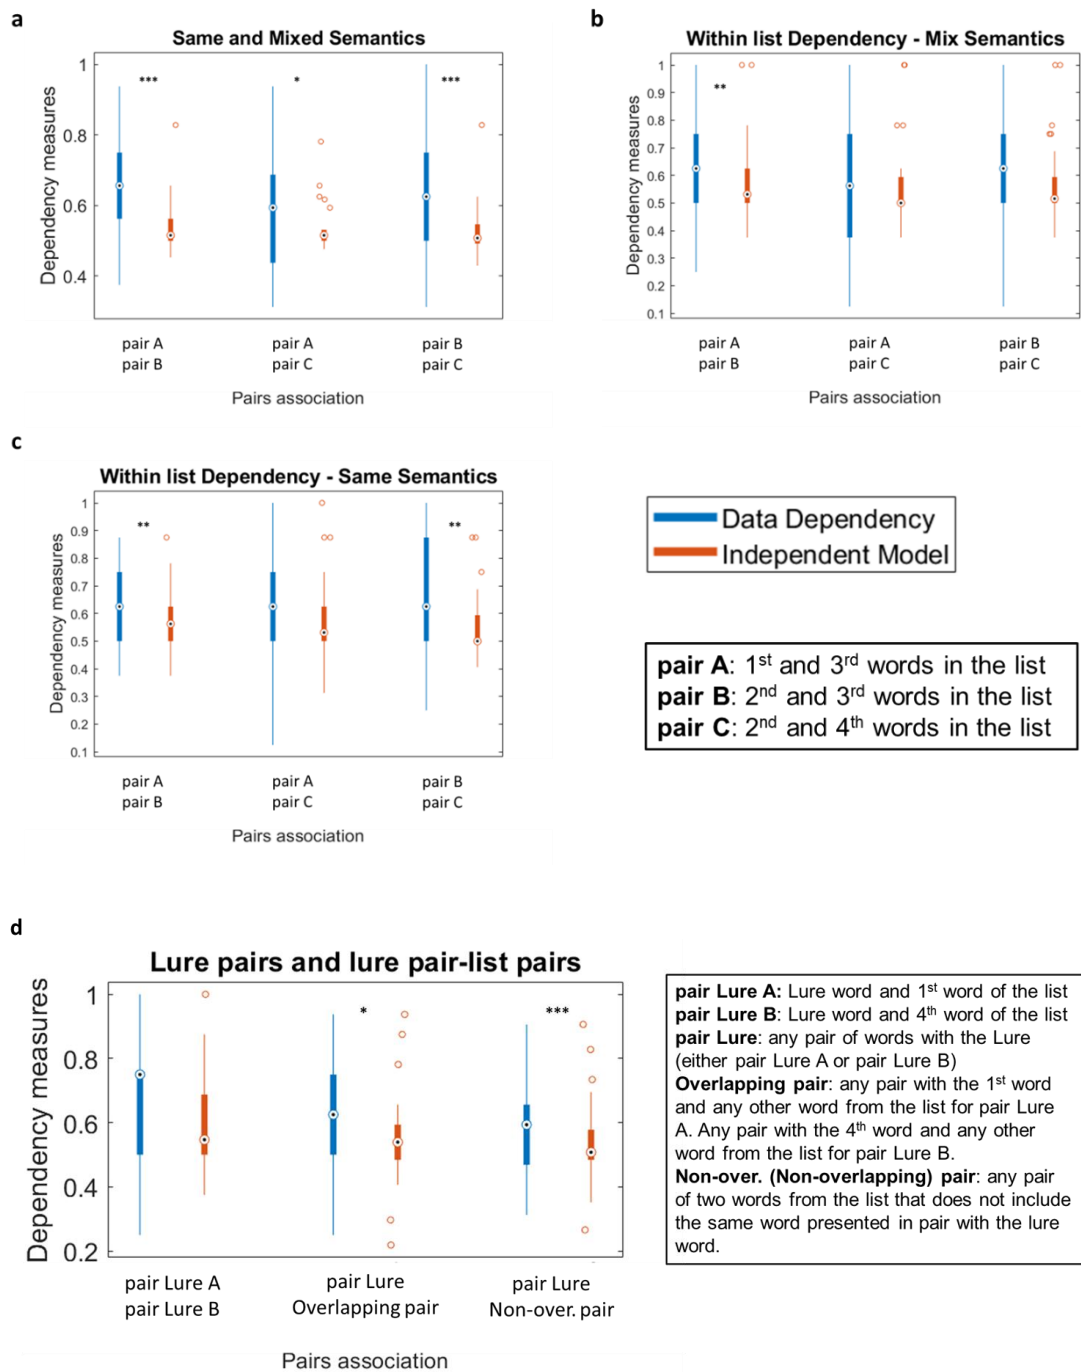 a
Same and Mixed Semantics
Dependency measures
1
0.8
0.6
0.4
***
*
***
pair A
pair B
pair A
pair C
pair B
pair C
Pairs association
b
Within list Dependency - Mix Semantics
Dependency measures
1
0.9
0.8
0.7
0.6
0.5
0.4
0.3
0.2
0.1
**
pair A
pair B
pair A
pair C
pair B
pair C
Pairs association
c
Within list Dependency - Same Semantics
Dependency measures
1
0.9
0.8
0.7
0.6
0.5
0.4
0.3
0.2
0.1
**
**
pair A
pair B
pair A
pair C
pair B
pair C
Pairs association
Data Dependency
Independent Model
pair A: 1st and 3rd words in the list
pair B: 2nd and 3rd words in the list
pair C: 2nd and 4th words in the list
d
Lure pairs and lure pair-list pairs
Dependency measures
1
0.8
0.6
0.4
0.2
*
***
pair Lure A
pair Lure B
pair Lure
Overlapping pair
pair Lure
Non-over. pair
Pairs association
pair Lure A: Lure word and 1st word of the list
pair Lure B: Lure word and 4th word of the list
pair Lure: any pair of words with the Lure
(either pair Lure A or pair Lure B)
Overlapping pair: any pair with the 1st word
and any other word from the list for pair Lure
A. Any pair with the 4th word and any other
word from the list for pair Lure B.
Non-over. (Non-overlapping) pair: any pair
of two words from the list that does not include
the same word presented in pair with the lure
word.